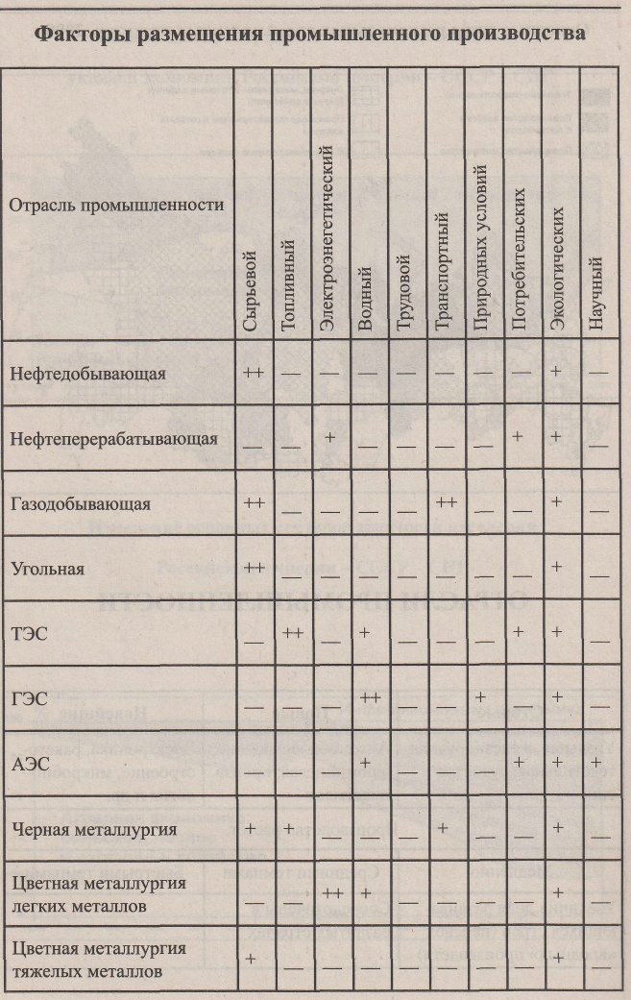 Факторы размещения промышленного производства
Отрасль промышленности
Сырьевой
Топливный
Электроэнегетический
Водный
Трудовой
Транспортный
Природных условий
Потребительских
Экологических
Научный
Нефтедобывающая ++ — — — — — — — + —
Нефтеперерабатывающая — — + — — — — + + —
Газодобывающая ++ — — — — ++ — — + —
Угольная ++ — — — — — — — + —
ТЭС — ++ — + — — — + + —
ГЭС — — — ++ — — + — + —
АЭС — — — + — — — + + +
Черная металлургия + + — — — + — — + —
Цветная металлургия
легких металлов — — ++ + — — — — + —
Цветная металлургия
тяжелых металлов + — — — — — — — + —